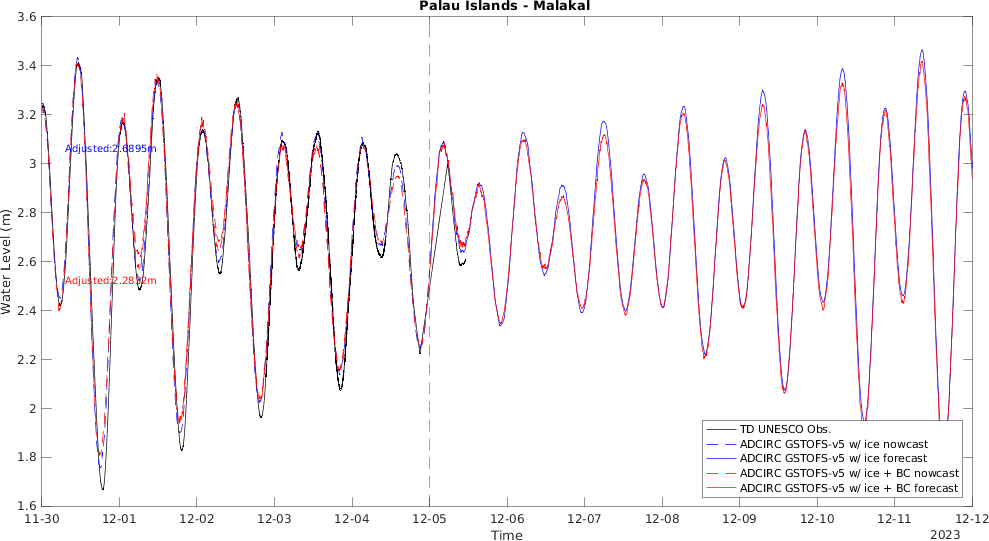 Palau Islands - Malakal
3.6
3.4
3.2
3
2.8
2.6
2.4
2.2
2
1.8
1.6
Water Level (m)
Adjusted:2.6895m
Adjusted:2.2832m
TD UNESCO Obs.
ADCIRC GSTOFS-v5 w/ ice nowcast
ADCIRC GSTOFS-v5 w/ ice forecast
ADCIRC GSTOFS-v5 w/ ice + BC nowcast
ADCIRC GSTOFS-v5 w/ ice + BC forecast
11-30 12-01 12-02 12-03 12-04 12-05 12-06 12-07 12-08 12-09 12-10 12-11 12-12
Time
2023